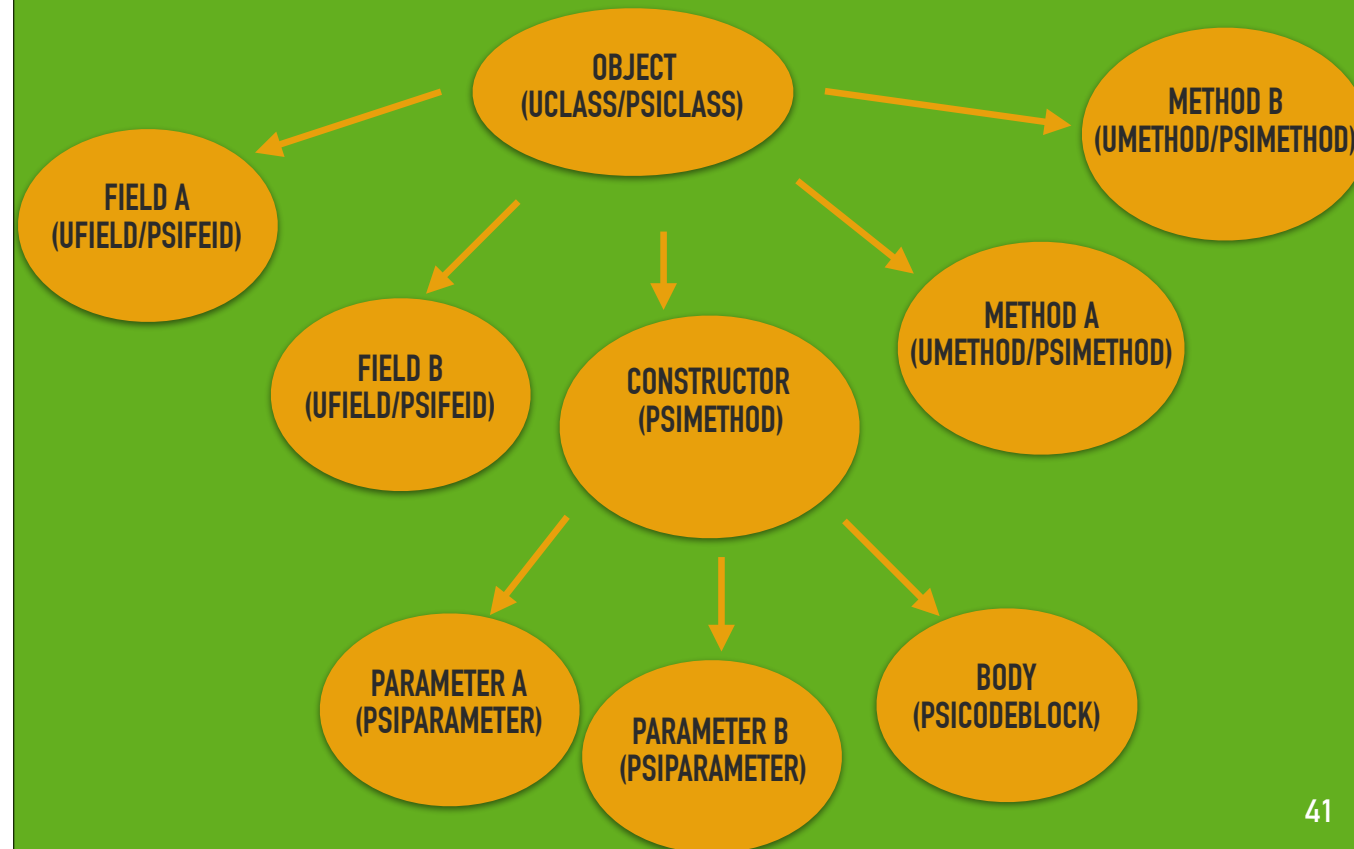 OBJECT
(UCLASS/PSICLASS)
METHOD B
(UMETHOD/PSIMETHOD)
FIELD A
(UFIELD/PSIFEID)
METHOD A
(UMETHOD/PSIMETHOD)
FIELD B
(UFIELD/PSIFEID)
CONSTRUCTOR
(PSIMETHOD)
PARAMETER A
(PSIPARAMETER)
PARAMETER B
(PSIPARAMETER)
BODY
(PSICODEBLOCK)
41